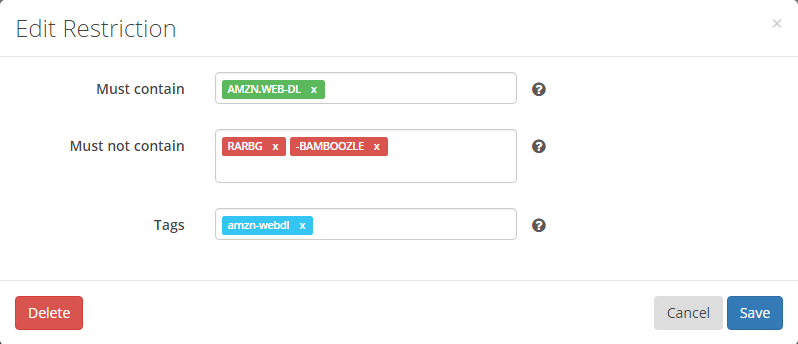 Edit Restriction ×
Must contain AMZN.WEB-DL x ?
Must not contain RARBG x -BAMBOOZLE x ?
Tags amzn-webdl x ?
Delete Cancel Save